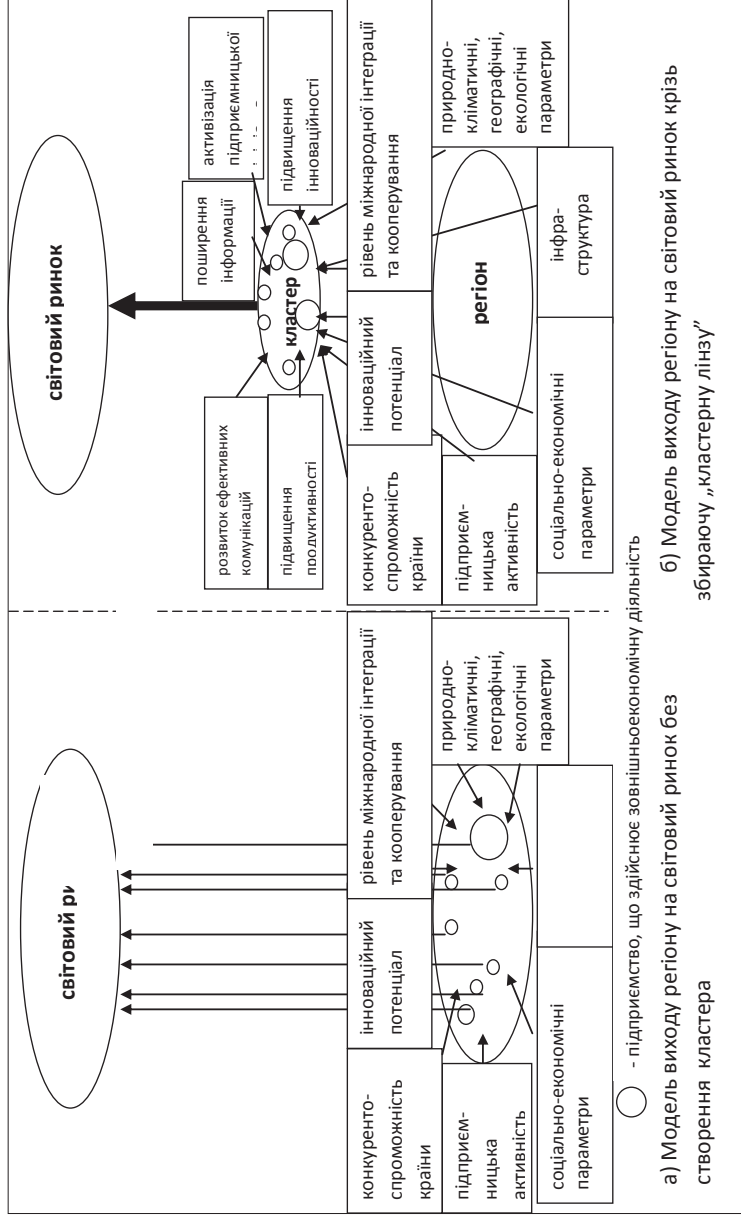 світовий
конкуренто-
спроможність
країни
інноваційний
потенціал
рівень міжнародної інтеграції
та кооперування
підприєм-
ницька
активність
природно-
кліматичні,
географічні,
екологічні
параметри
соціально-економічні
параметри
світовий ринок
розвиток ефективних
комунікацій
поширення
інформації
активізація
підприємницької
підвищення
продуктивності
кластер
підвищення
інноваційності
конкуренто-
спроможність
країни
інноваційний
потенціал
рівень міжнародної інтеграції
та кооперування
підприєм-
ницька
активність
регіон
природно-
кліматичні,
географічні,
екологічні
параметри
соціально-економічні
параметри
інфра-
структура
- підприємство, що здійснює зовнішньоекономічну діяльність
а) Модель виходу регіону на світовий ринок без
створення кластера
б) Модель виходу регіону на світовий ринок крізь
збираючу „кластерну лінзу”